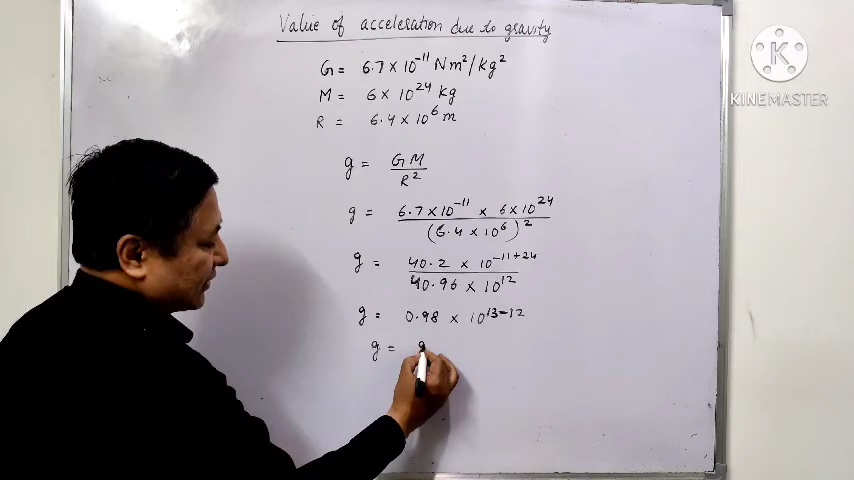 Value of acceleration due to gravity
G = 6.7 × 10⁻¹¹ Nm²/kg²
M = 6 × 10²⁴ kg
R = 6.4 × 10⁶ m
g = GM / R²
g = 6.7 × 10⁻¹¹ × 6 × 10²⁴ / (6.4 × 10⁶)²
g = 40.2 × 10⁻¹¹⁺²⁴ / 40.96 × 10¹²
g = 0.98 × 10¹³⁻¹²
g = 9
K
KINEMASTER